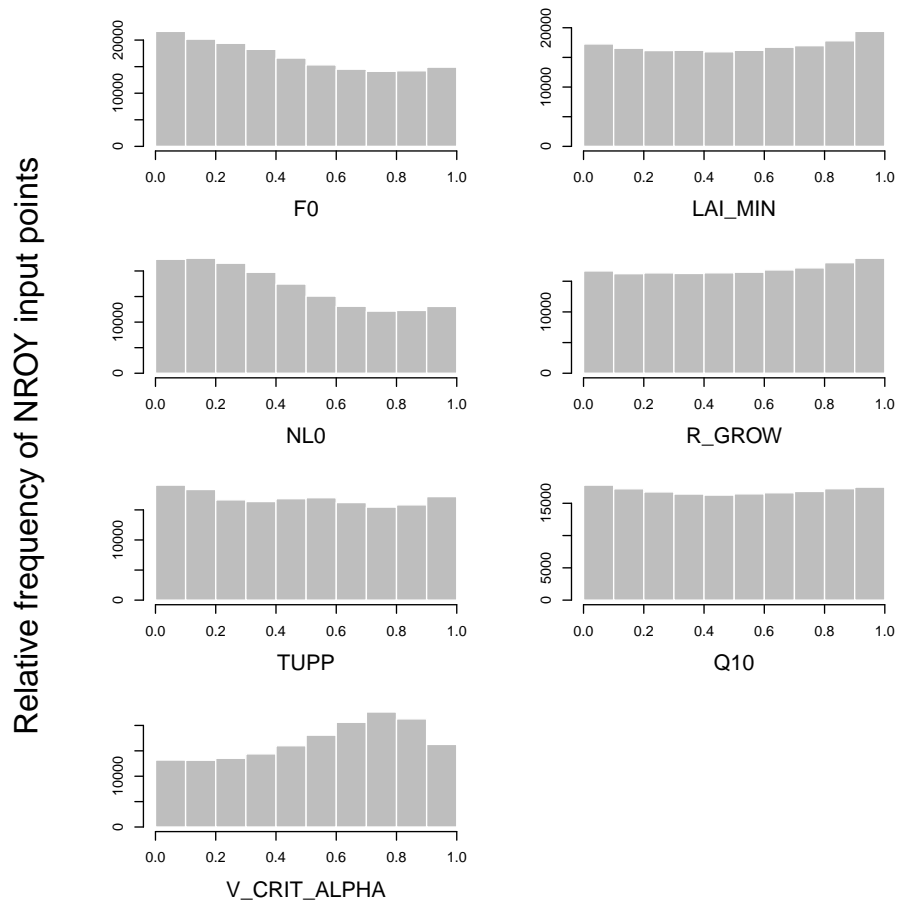 Relative frequency of NROY input points
0 10000 20000
0.0 0.2 0.4 0.6 0.8 1.0
F0
0 10000 20000
0.0 0.2 0.4 0.6 0.8 1.0
LAI_MIN
0 10000
0.0 0.2 0.4 0.6 0.8 1.0
NL0
0 10000
0.0 0.2 0.4 0.6 0.8 1.0
R_GROW
0 10000
0.0 0.2 0.4 0.6 0.8 1.0
TUPP
0 5000 15000
0.0 0.2 0.4 0.6 0.8 1.0
Q10
0 10000
0.0 0.2 0.4 0.6 0.8 1.0
V_CRIT_ALPHA